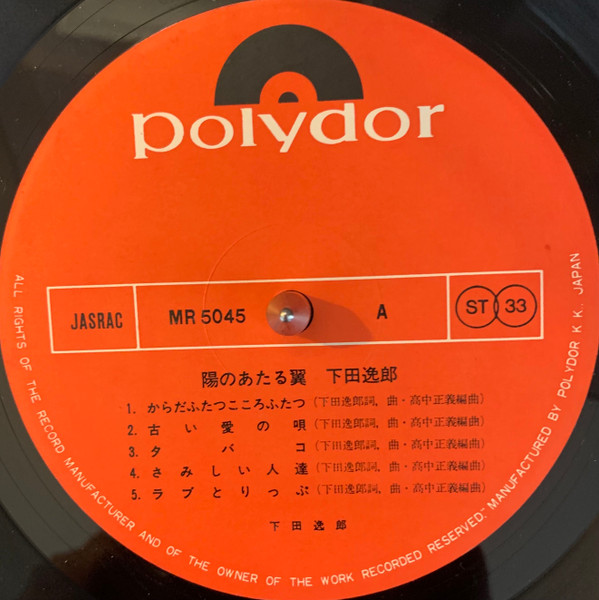 polydor
JASRAC MR 5045 A ST 33
陽のあたる翼 下田逸郎
1. からだふたつこころふたつ (下田逸郎詞、曲・高中正義編曲)
2. 古い愛の唄 (下田逸郎詞、曲・高中正義編曲)
3. タバコ (下田逸郎詞、曲・高中正義編曲)
4. さみしい人達 (下田逸郎詞、曲・高中正義編曲)
5. ラブとりっぷ (下田逸郎詞、曲・高中正義編曲)
下田逸郎
ALL RIGHTS OF THE RECORD MANUFACTURER AND OF THE OWNER OF THE WORK RECORDED RESERVED. MANUFACTURED BY POLYDOR K K. JAPAN